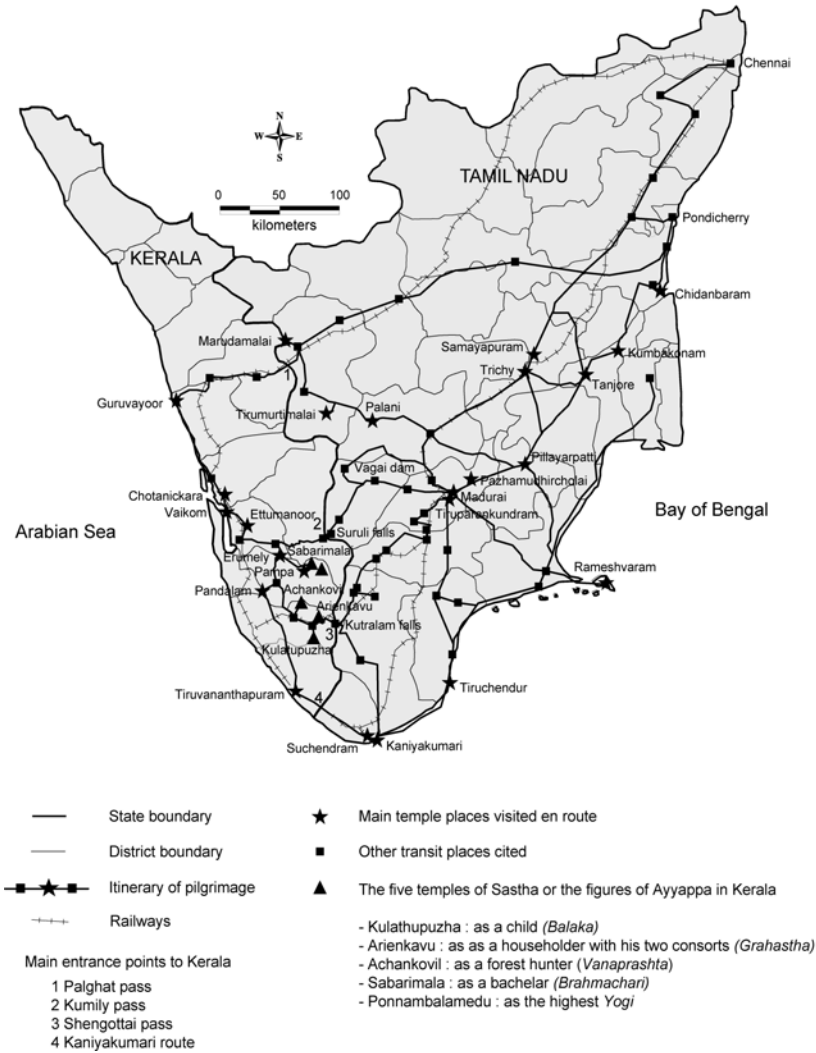 Chennai
N
W E
S
TAMIL NADU
0 50 100
kilometers
Pondicherry
KERALA
Chidanbaram
Marudamalai
Samayapuram
Kumbakonam
Trichy
Tanjore
1
Guruvayoor
Tirumurtimalai
Palani
Pillayarpatti
Vagai dam
Pazhamudhircholai
Chotanickara
Madurai
Vaikom
Ettumanoor
Tiruparankundram
Bay of Bengal
Arabian Sea
2
Suruli falls
Erumely
Sabarimala
Pampa
Rameshvaram
Pandalam
Achankovil
Arienkavu
3
Kutralam falls
Kulatupuzha
Tiruvananthapuram
4
Tiruchendur
Suchendram
Kaniyakumari
State boundary
District boundary
Itinerary of pilgrimage
Railways
Main entrance points to Kerala
1 Palghat pass
2 Kumily pass
3 Shengottai pass
4 Kaniyakumari route
Main temple places visited en route
Other transit places cited
The five temples of Sastha or the figures of Ayyappa in Kerala
- Kulathupuzha : as a child (Balaka)
- Arienkavu : as as a householder with his two consorts (Grahastha)
- Achankovil : as a forest hunter (Vanaprashta)
- Sabarimala : as a bachelar (Brahmachari)
- Ponnambalamedu : as the highest Yogi